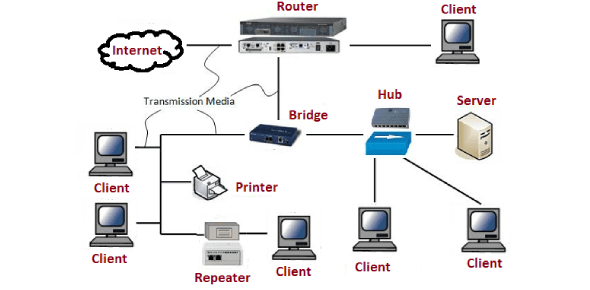 Router
Client
Internet
Transmission Media
Hub
Server
Bridge
Client
Printer
Client
Repeater
Client
Client
Client